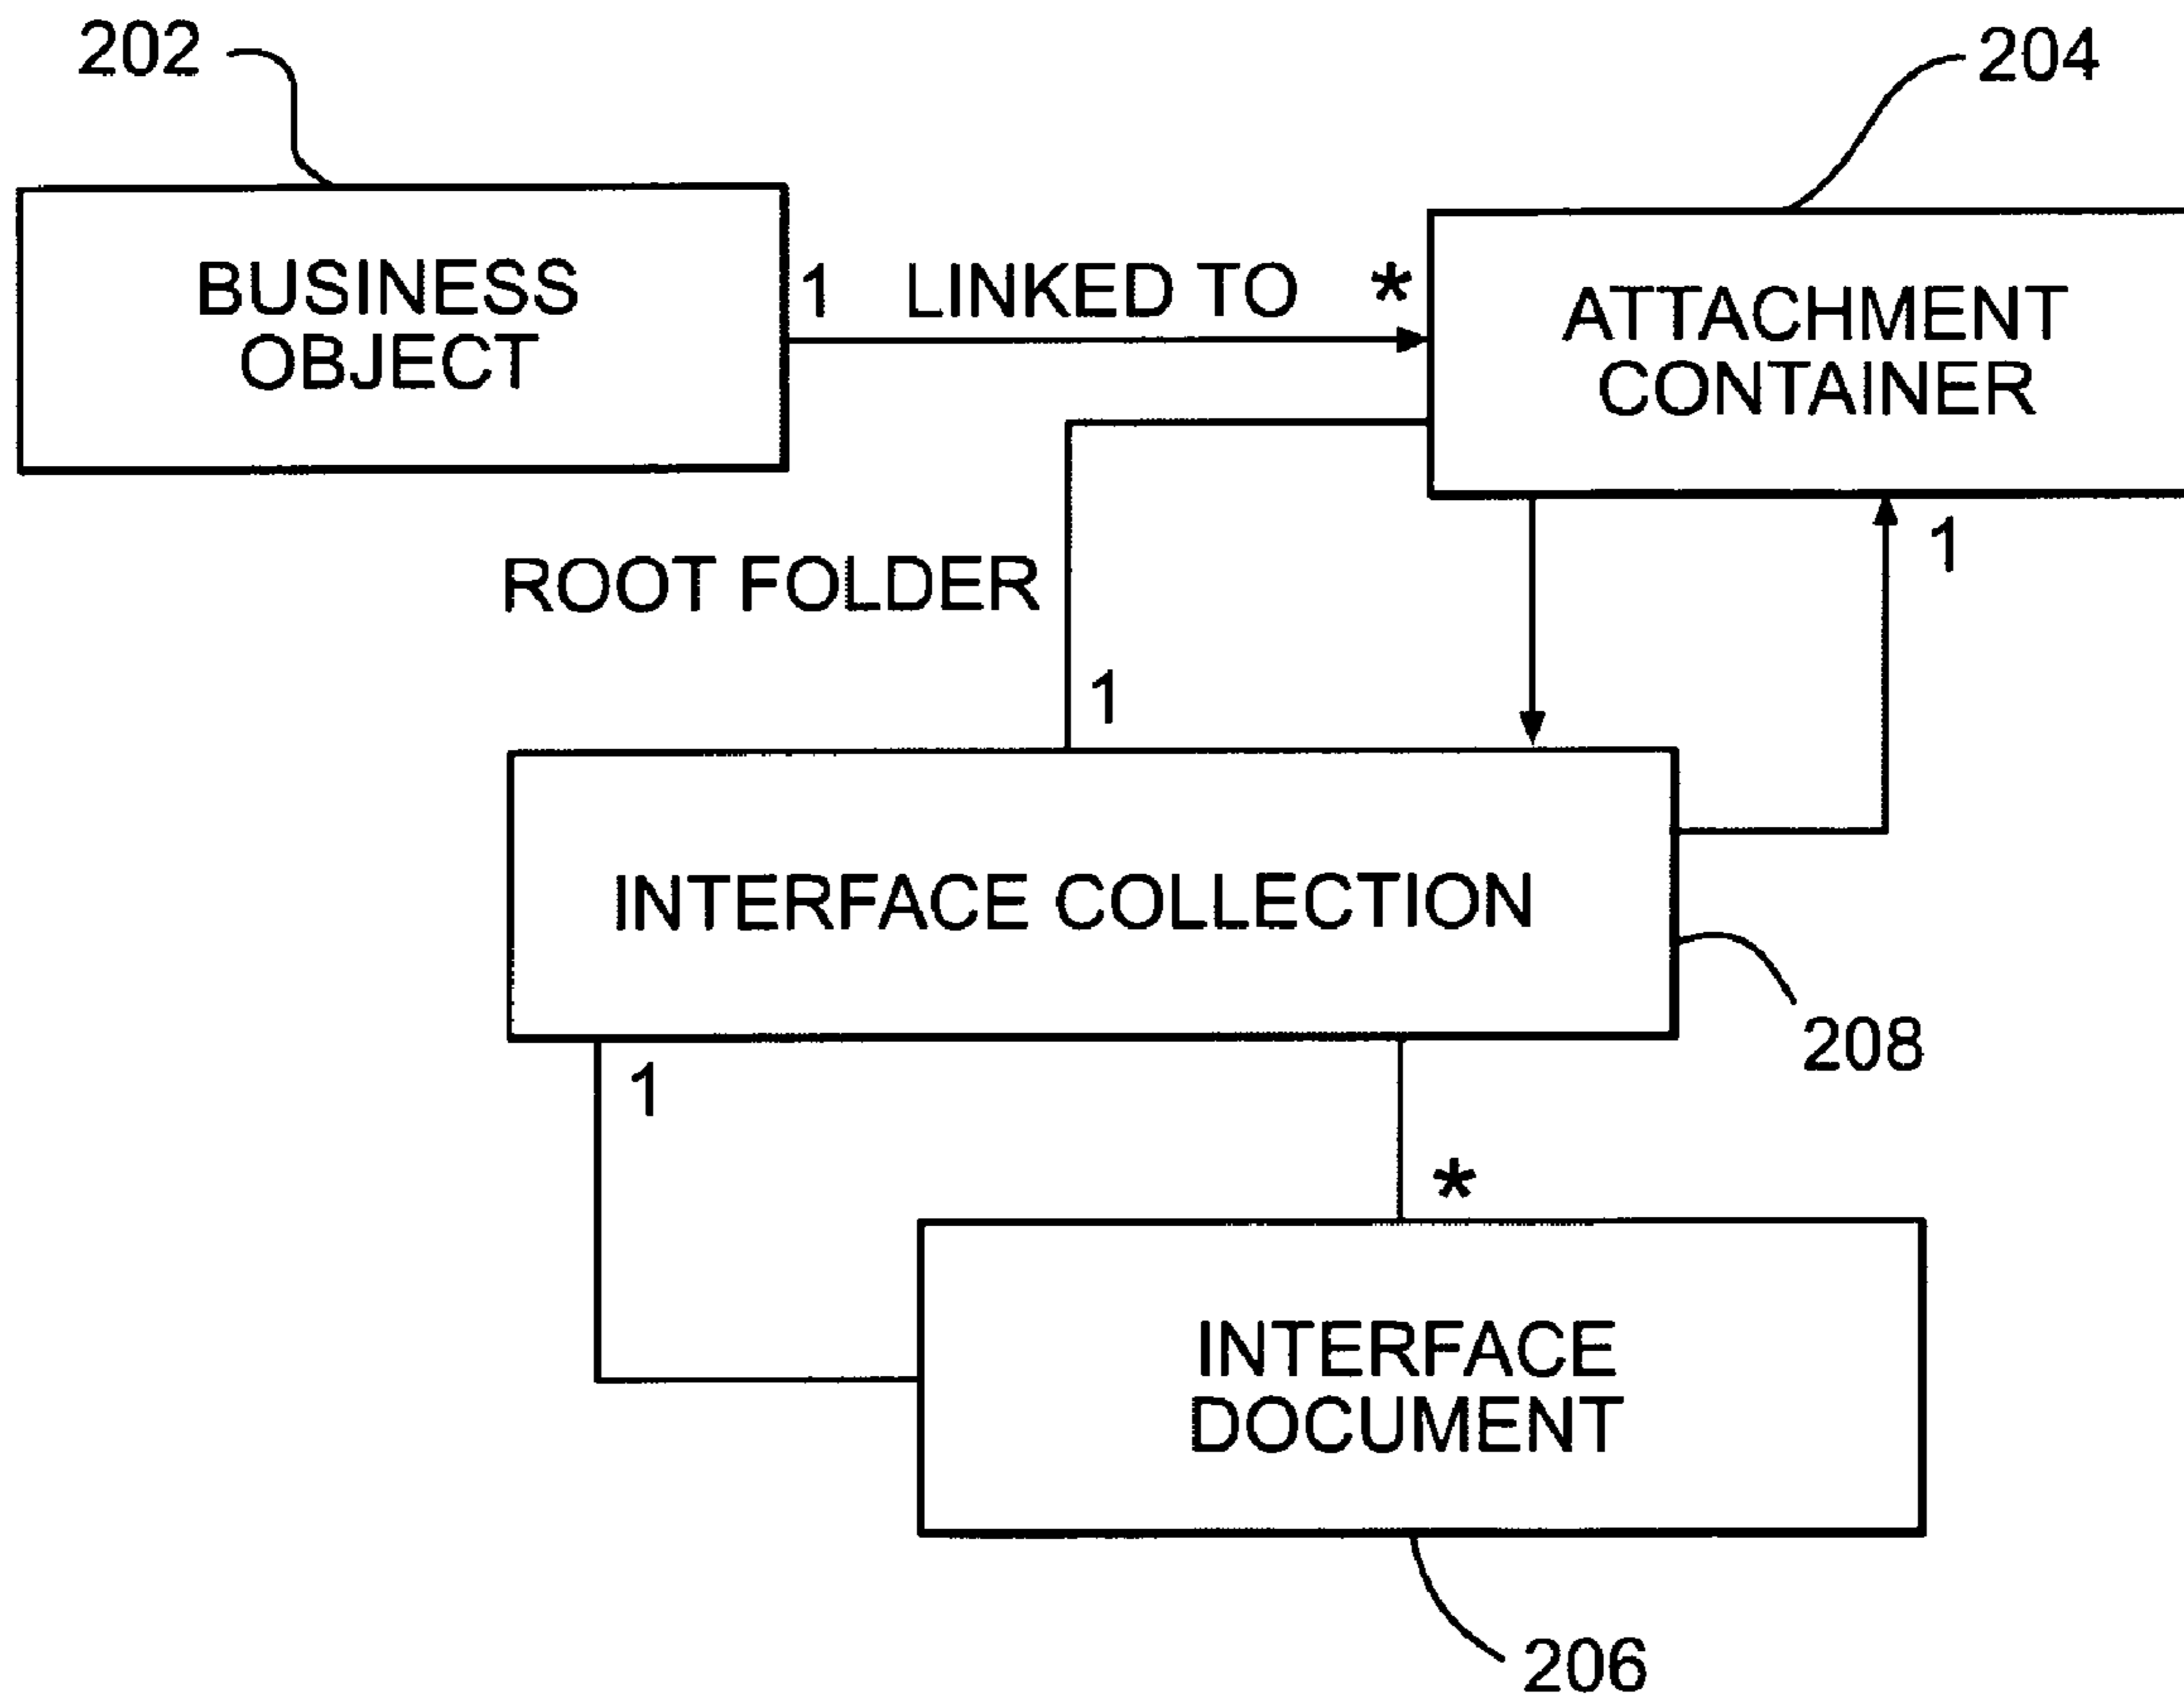 202
204
BUSINESS
OBJECT
1 LINKED TO *
ATTACHMENT
CONTAINER
1
ROOT FOLDER
1
INTERFACE COLLECTION
208
1
*
INTERFACE
DOCUMENT
206